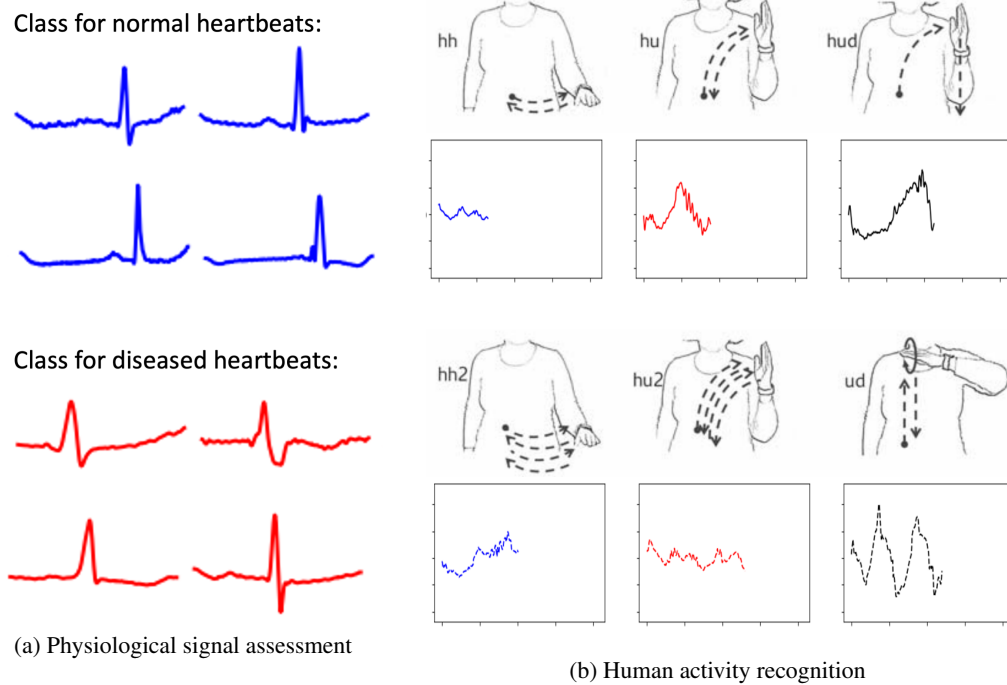 Class for normal heartbeats:
Class for diseased heartbeats:
(a) Physiological signal assessment
hh
hu
hud
hh2
hu2
ud
(b) Human activity recognition